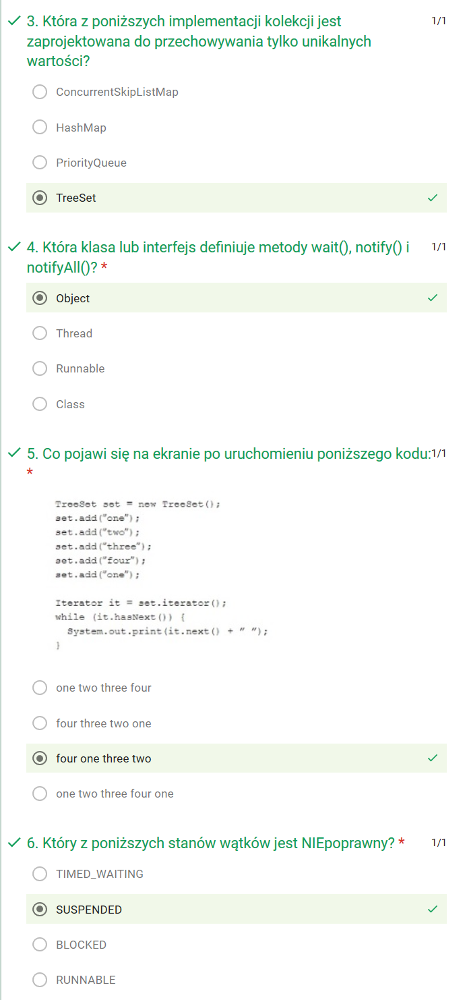 3. Która z poniższych implementacji kolekcji jest 1/1
zaprojektowana do przechowywania tylko unikalnych
wartości?
ConcurrentSkipListMap
HashMap
PriorityQueue
TreeSet
4. Która klasa lub interfejs definiuje metody wait(), notify() i 1/1
notifyAll()? *
Object
Thread
Runnable
Class
5. Co pojawi się na ekranie po uruchomieniu poniższego kodu: 1/1
*
TreeSet set = new TreeSet();
set.add("one");
set.add("two");
set.add("three");
set.add("four");
set.add("one");
Iterator it = set.iterator();
while (it.hasNext()) {
System.out.print(it.next() + " ");
}
one two three four
four three two one
four one three two
one two three four one
6. Który z poniższych stanów wątków jest NIEpoprawny? * 1/1
TIMED_WAITING
SUSPENDED
BLOCKED
RUNNABLE